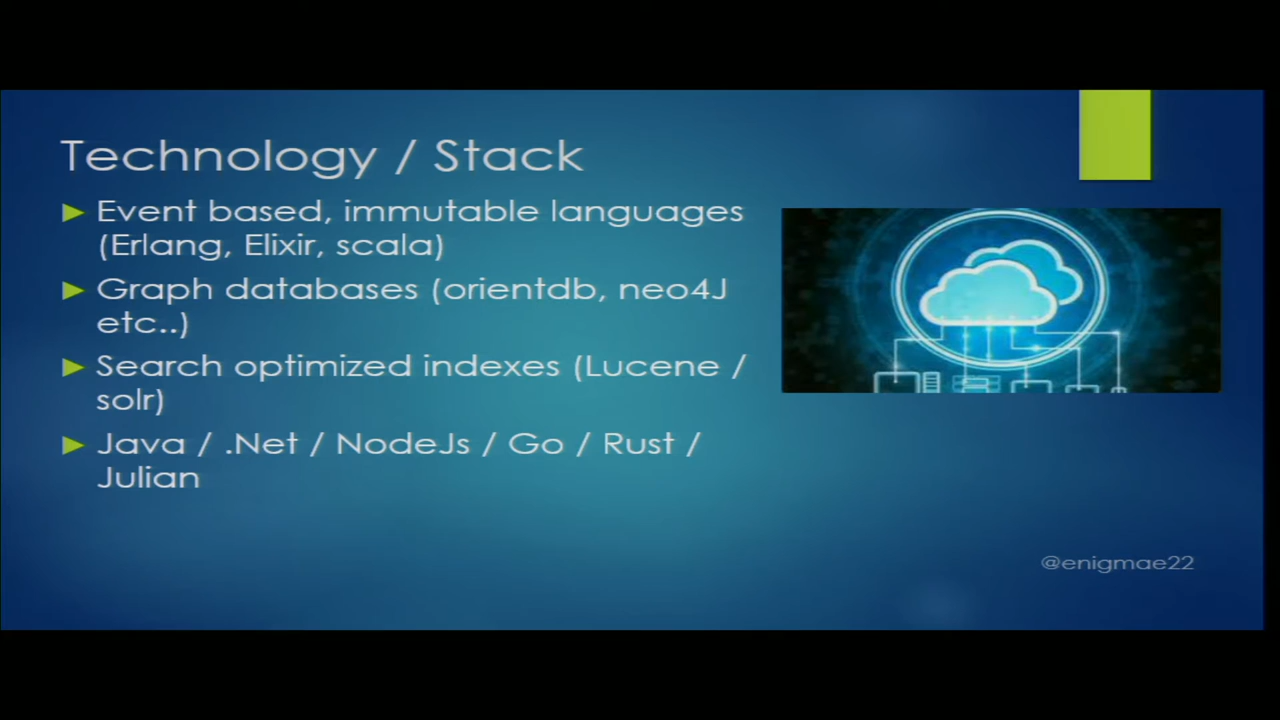 Technology / Stack
Event based, immutable languages
(Erlang, Elixir, scala)
Graph databases (orientdb, neo4J
etc..)
Search optimized indexes (Lucene /
solr)
Java / .Net / NodeJs / Go / Rust /
Julian
@enigmae22